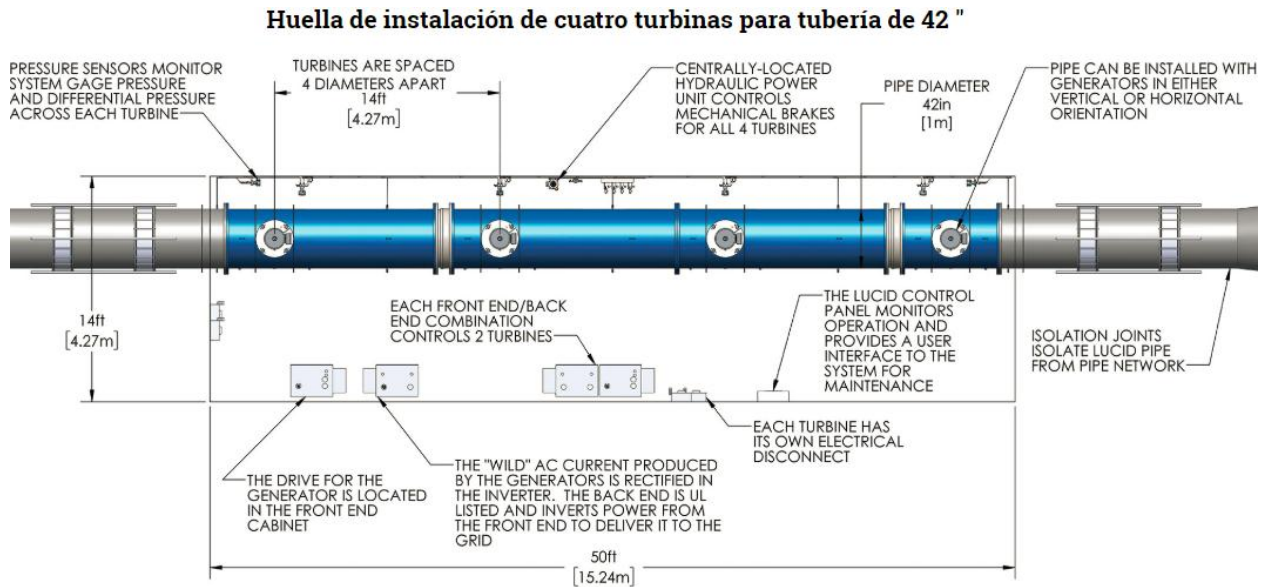 Huella de instalación de cuatro turbinas para tubería de 42 "
PRESSURE SENSORS MONITOR
SYSTEM GAGE PRESSURE
AND DIFFERENTIAL PRESSURE
ACROSS EACH TURBINE
TURBINES ARE SPACED
4 DIAMETERS APART
14ft
[4.27m]
CENTRALLY-LOCATED
HYDRAULIC POWER
UNIT CONTROLS
MECHANICAL BRAKES
FOR ALL 4 TURBINES
PIPE DIAMETER
42in
[1m]
PIPE CAN BE INSTALLED WITH
GENERATORS IN EITHER
VERTICAL OR HORIZONTAL
ORIENTATION
14ft
[4.27m]
EACH FRONT END/BACK
END COMBINATION
CONTROLS 2 TURBINES
THE LUCID CONTROL
PANEL MONITORS
OPERATION AND
PROVIDES A USER
INTERFACE TO THE
SYSTEM FOR
MAINTENANCE
ISOLATION JOINTS
ISOLATE LUCID PIPE
FROM PIPE NETWORK
THE DRIVE FOR THE
GENERATOR IS LOCATED
IN THE FRONT END
CABINET
THE "WILD" AC CURRENT PRODUCED
BY THE GENERATORS IS RECTIFIED IN
THE INVERTER.  THE BACK END IS UL
LISTED AND INVERTS POWER FROM
THE FRONT END TO DELIVER IT TO THE
GRID
EACH TURBINE HAS
ITS OWN ELECTRICAL
DISCONNECT
50ft
[15.24m]